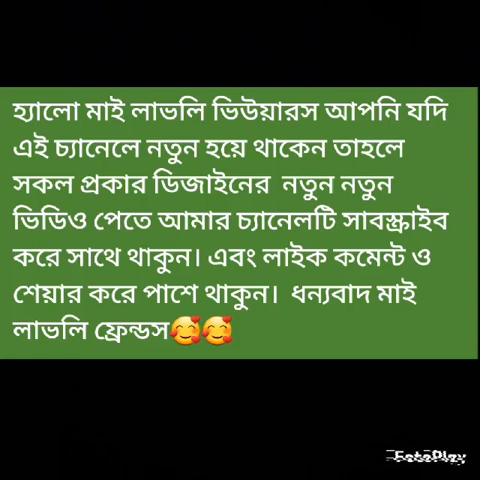 হ্যালো মাই লাভলি ভিউয়ারস আপনি যদি
এই চ্যানেলে নতুন হয়ে থাকেন তাহলে
সকল প্রকার ডিজাইনের নতুন নতুন
ভিডিও পেতে আমার চ্যানেলটি সাবস্ক্রাইব
করে সাথে থাকুন। এবং লাইক কমেন্ট ও
শেয়ার করে পাশে থাকুন। ধন্যবাদ মাই
লাভলি ফ্রেন্ডস🥰🥰
FotoPlay